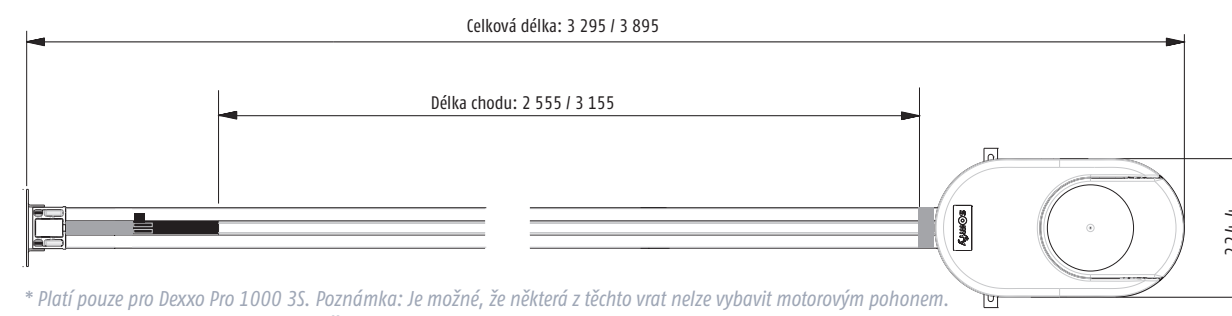 Celková délka: 3 295 / 3 895
Délka chodu: 2 555 / 3 155
somfy
* Platí pouze pro Dexxo Pro 1000 3S. Poznámka: Je možné, že některá z těchto vrat nelze vybavit motorovým pohonem.